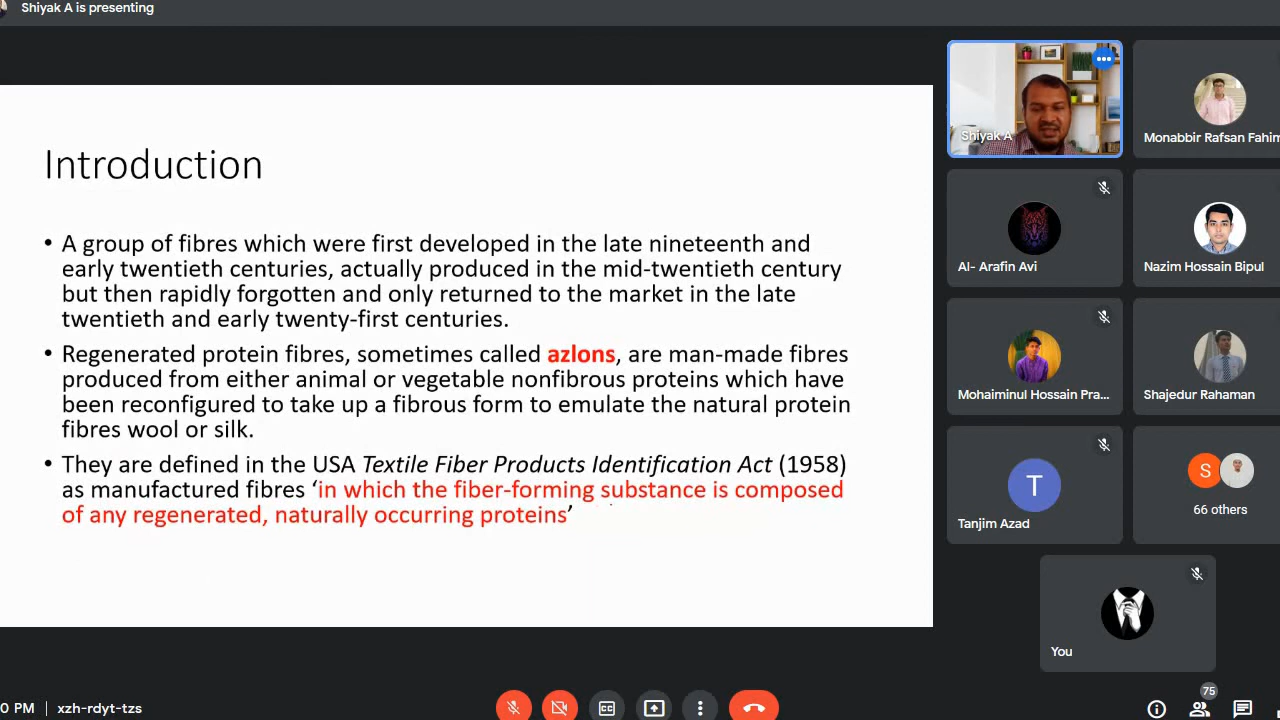 Shiyak A is presenting
Introduction
• A group of fibres which were first developed in the late nineteenth and
early twentieth centuries, actually produced in the mid-twentieth century
but then rapidly forgotten and only returned to the market in the late
twentieth and early twenty-first centuries.
• Regenerated protein fibres, sometimes called azlons, are man-made fibres
produced from either animal or vegetable nonfibrous proteins which have
been reconfigured to take up a fibrous form to emulate the natural protein
fibres wool or silk.
• They are defined in the USA Textile Fiber Products Identification Act (1958)
as manufactured fibres ‘in which the fiber-forming substance is composed
of any regenerated, naturally occurring proteins’
Shiyak A
Monabbir Rafsan Fahim
Al- Arafin Avi
Nazim Hossain Bipul
Mohaiminul Hossain Pra...
Shajedur Rahaman
T
Tanjim Azad
S
66 others
You
0 PM
xzh-rdyt-tzs
CC
75